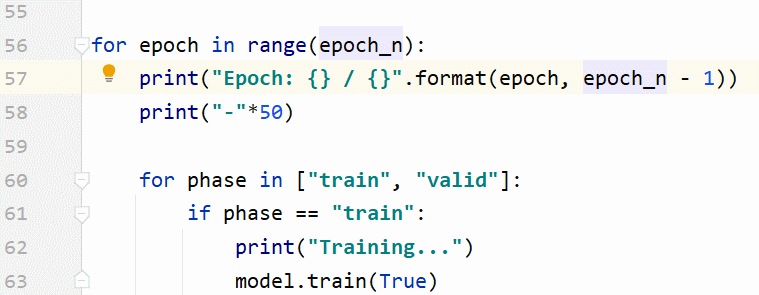 55
56 for epoch in range(epoch_n):
57     print("Epoch: {} / {}".format(epoch, epoch_n - 1))
58     print("-"*50)
59
60     for phase in ["train", "valid"]:
61         if phase == "train":
62             print("Training...")
63             model.train(True)